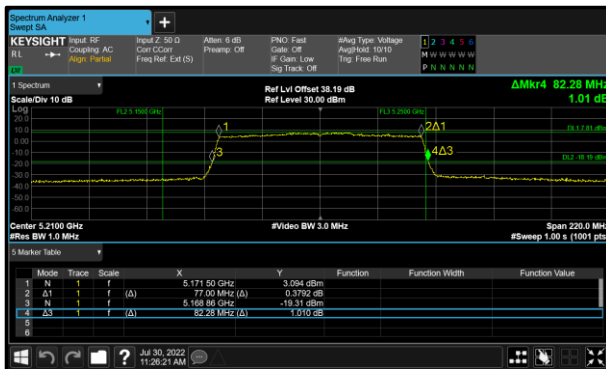 Spectrum Analyzer 1
Swept SA
KEYSIGHT Input: RF Input Z: 50 Ω Atten: 6 dB PNO: Fast #Avg Type: Voltage 1 2 3 4 5 6
R L Coupling: AC Corr CCorr Preamp: Off Gate: Off Avg|Hold: 10/10 M W W W W W
Align: Partial Freq Ref: Ext (S) IF Gain: Low Trig: Free Run P N N N N N
Sig Track: Off
1 Spectrum Ref Lvl Offset 38.19 dB ΔMkr4 82.28 MHz
Scale/Div 10 dB Ref Level 30.00 dBm 1.01 dB
Log
20.0 FL2 5.1500 GHz FL3 5.2500 GHz
10.0 1 2Δ1 DL1 7.81 dBm
0.00
-10.0 3 4Δ3
-20.0 DL2 -18.19 dBm
-30.0
-40.0
-50.0
-60.0
Center 5.2100 GHz #Video BW 3.0 MHz Span 220.0 MHz
#Res BW 1.0 MHz #Sweep 1.00 s (1001 pts)
5 Marker Table
Mode Trace Scale X Y Function Function Width Function Value
1 N 1 f 5.171 50 GHz 3.094 dBm
2 Δ1 1 f (Δ) 77.00 MHz (Δ) 0.3792 dB
3 N 1 f 5.168 86 GHz -19.31 dBm
4 Δ3 1 f (Δ) 82.28 MHz (Δ) 1.010 dB
5
6
? Jul 30, 2022
11:26:21 AM